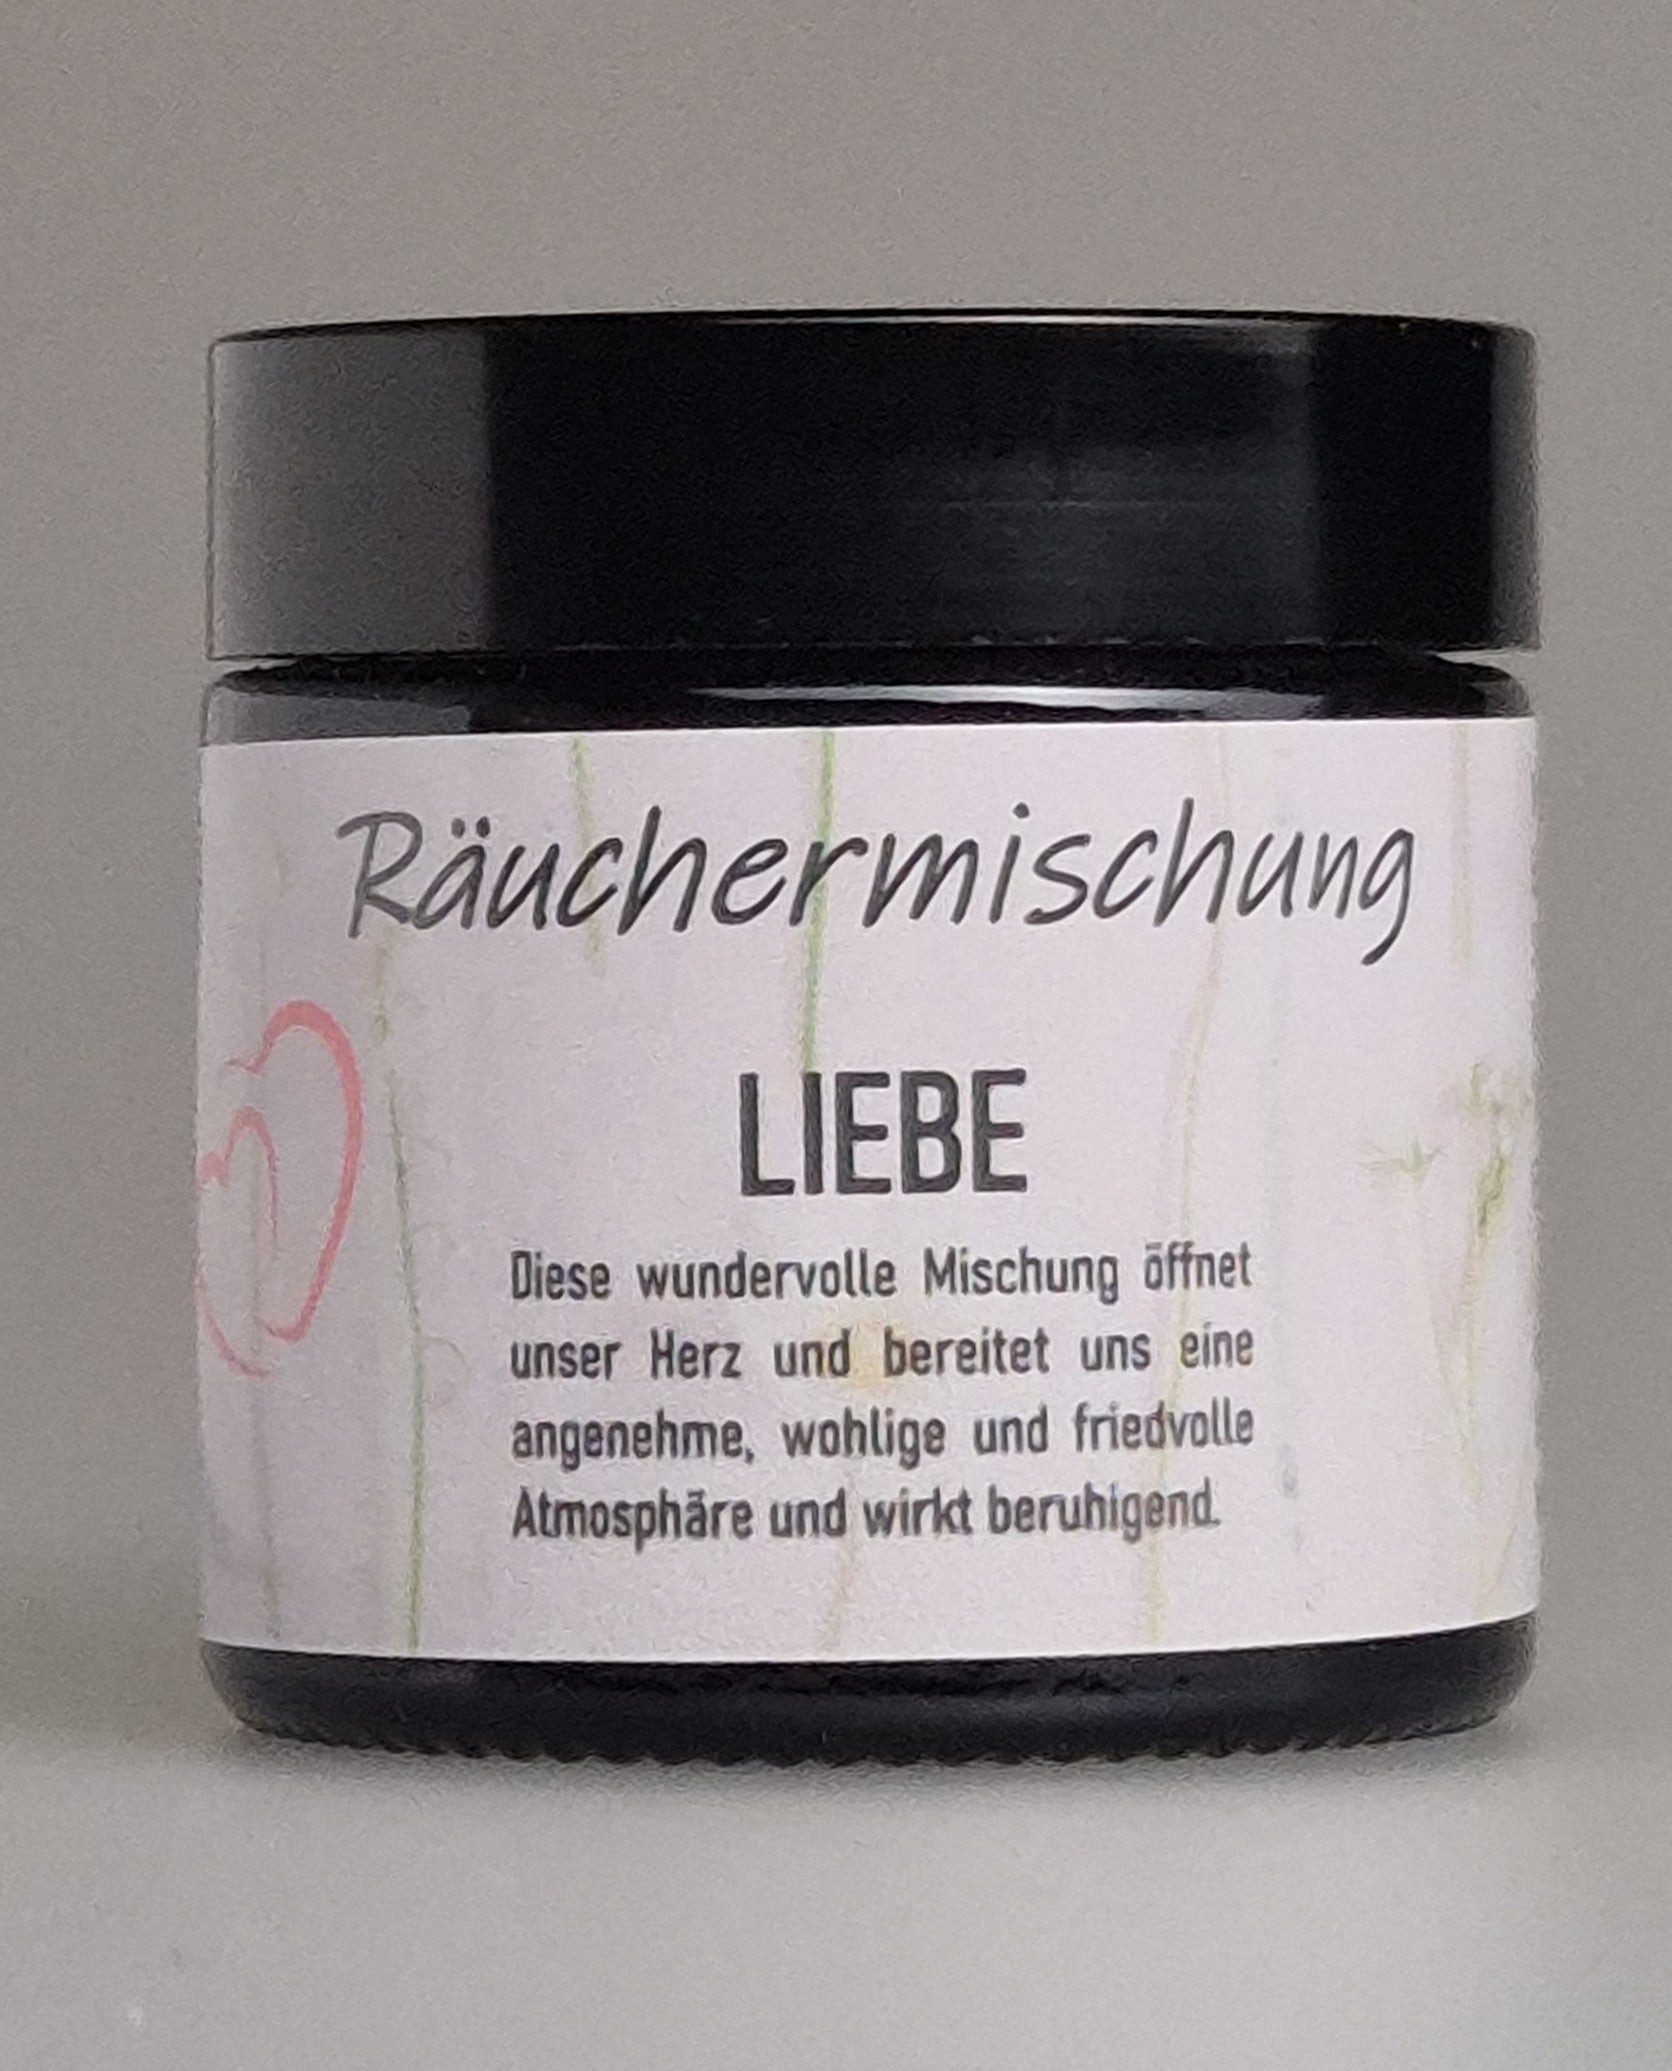 Räuchermischung
LIEBE
Diese wundervolle Mischung öffnet
unser Herz und bereitet uns eine
angenehme, wohlige und friedvolle
Atmosphäre und wirkt beruhigend.